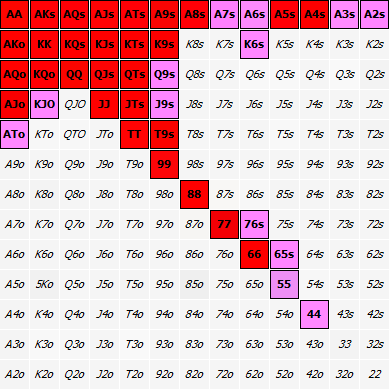 AA AKs AQs AJs ATs A9s A8s A7s A6s A5s A4s A3s A2s
AKo KK KQs KJs KTs K9s K8s K7s K6s K5s K4s K3s K2s
AQo KQo QQ QJs QTs Q9s Q8s Q7s Q6s Q5s Q4s Q3s Q2s
AJo KJO QJO JJ JTs J9s J8s J7s J6s J5s J4s J3s J2s
ATo KTo QTO JTo TT T9s T8s T7s T6s T5s T4s T3s T2s
A9o K9o Q9o J9o T9o 99 98s 97s 96s 95s 94s 93s 92s
A8o K8o Q8o J8o T8o 98o 88 87s 86s 85s 84s 83s 82s
A7o K7o Q7o J7o T7o 97o 87o 77 76s 75s 74s 73s 72s
A6o K6o Q6o J6o T6o 96o 86o 76o 66 65s 64s 63s 62s
A5o 5Ko Q5o J5o T5o 95o 85o 75o 65o 55 54s 53s 52s
A4o K4o Q4o J4o T4o 94o 84o 74o 64o 54o 44 43s 42s
A3o K3o Q3o J3o T3o 93o 83o 73o 63o 53o 43o 33 32s
A2o K2o Q2o J2o T2o 92o 82o 72o 62o 52o 42o 32o 22